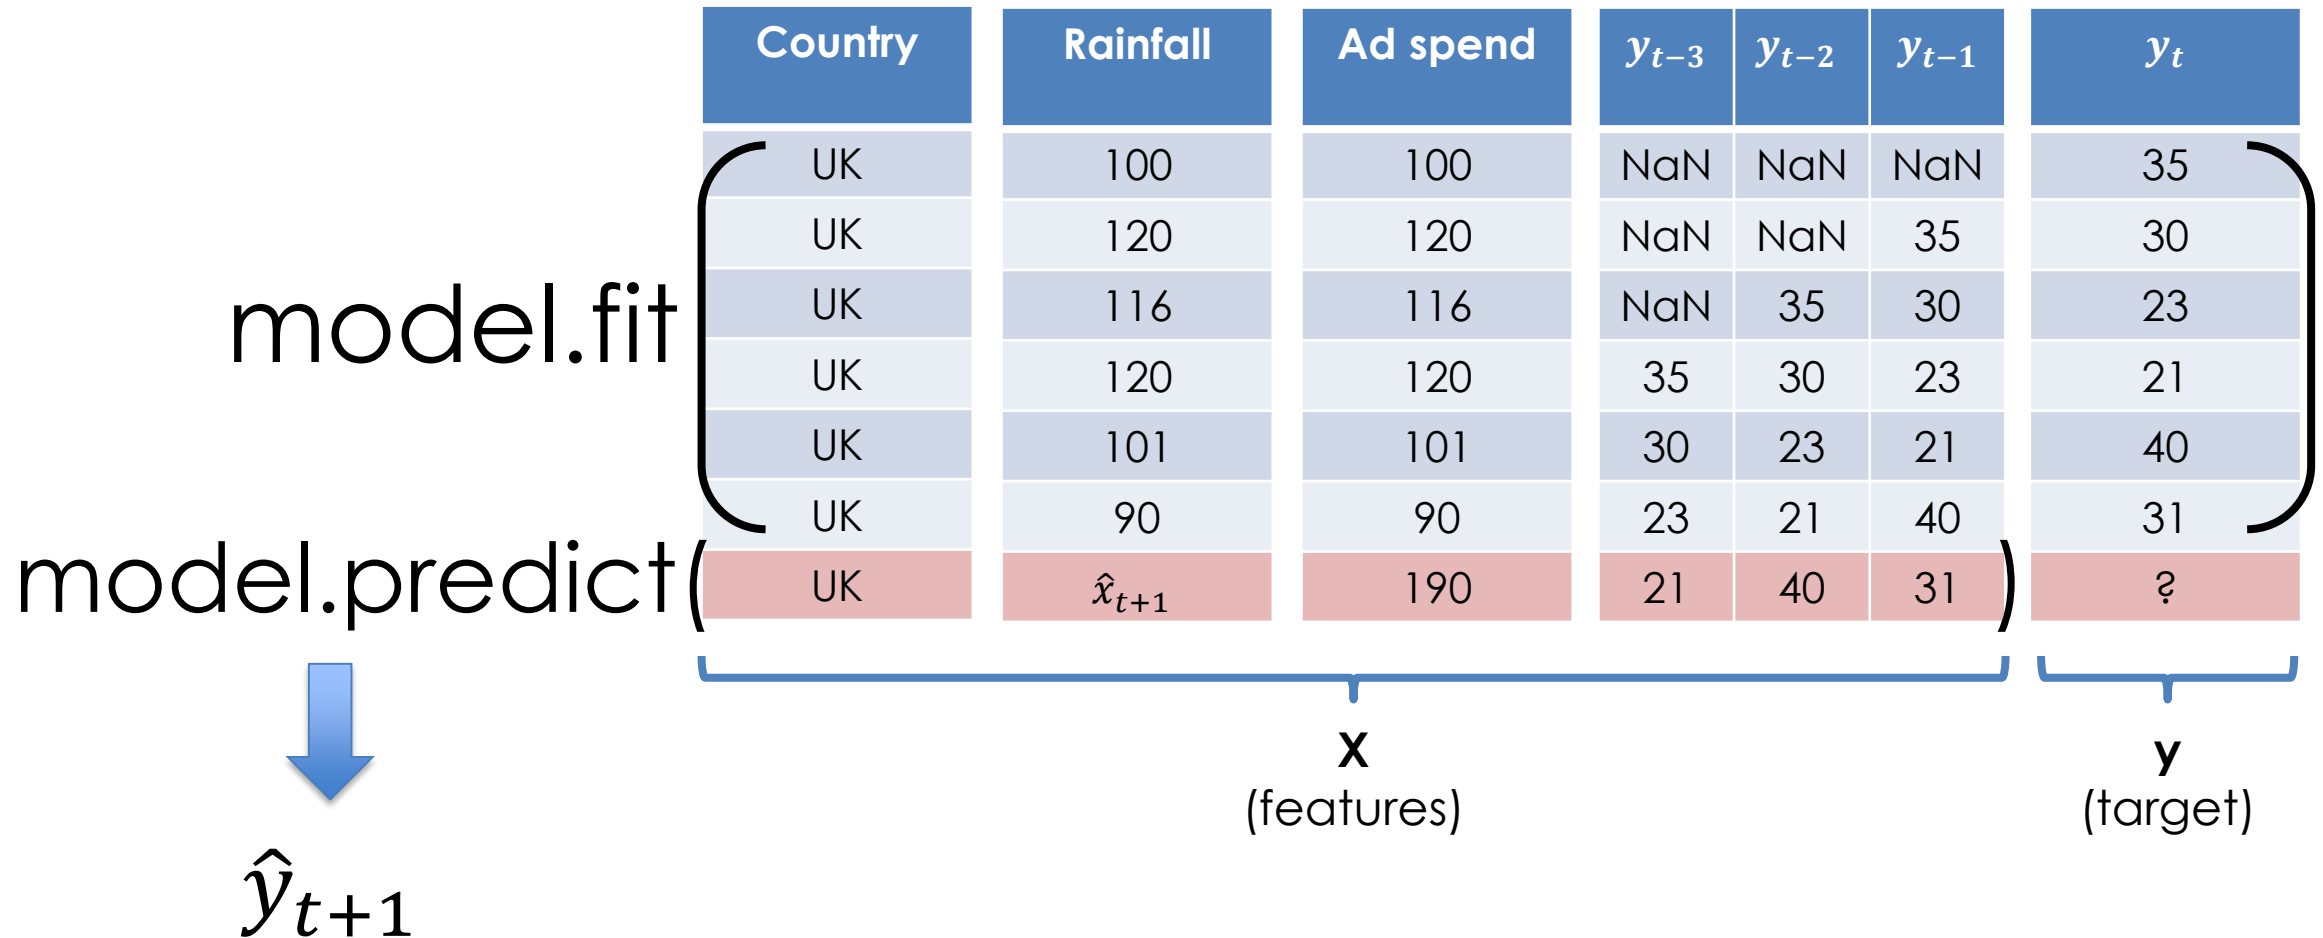 Country Rainfall Ad spend y_{t−3} y_{t−2} y_{t−1} y_t
UK 100 100 NaN NaN NaN 35
UK 120 120 NaN NaN 35 30
UK 116 116 NaN 35 30 23
model.fit
UK 120 120 35 30 23 21
UK 101 101 30 23 21 40
UK 90 90 23 21 40 31
model.predict( UK x̂_{t+1} 190 21 40 31 ) ?
X y
(features) (target)
ŷ_{t+1}